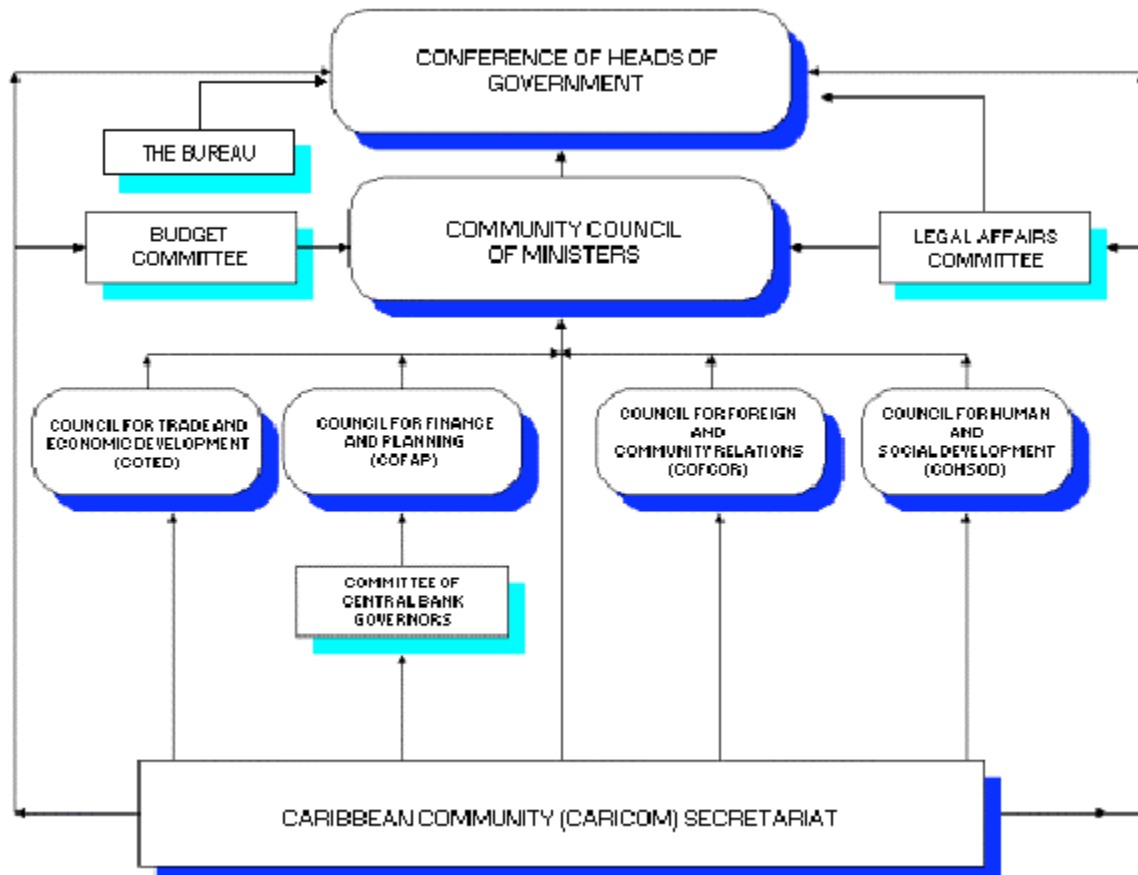 CONFERENCE OF HEADS OF
GOVERNMENT
THE BUREAU
BUDGET
COMMITTEE
COMMUNITY COUNCIL
OF MINISTERS
LEGAL AFFAIRS
COMMITTEE
COUNCIL FOR TRADE AND
ECONOMIC DEVELOPMENT
(COTED)
COUNCIL FOR FINANCE
AND PLANNING
(COFAP)
COUNCIL FOR FOREIGN
AND
COMMUNITY RELATIONS
(COFCOR)
COUNCIL FOR HUMAN
AND
SOCIAL DEVELOPMENT
(COHSOD)
COMMITTEE OF
CENTRAL BANK
GOVERNORS
CARIBBEAN COMMUNITY (CARICOM) SECRETARIAT